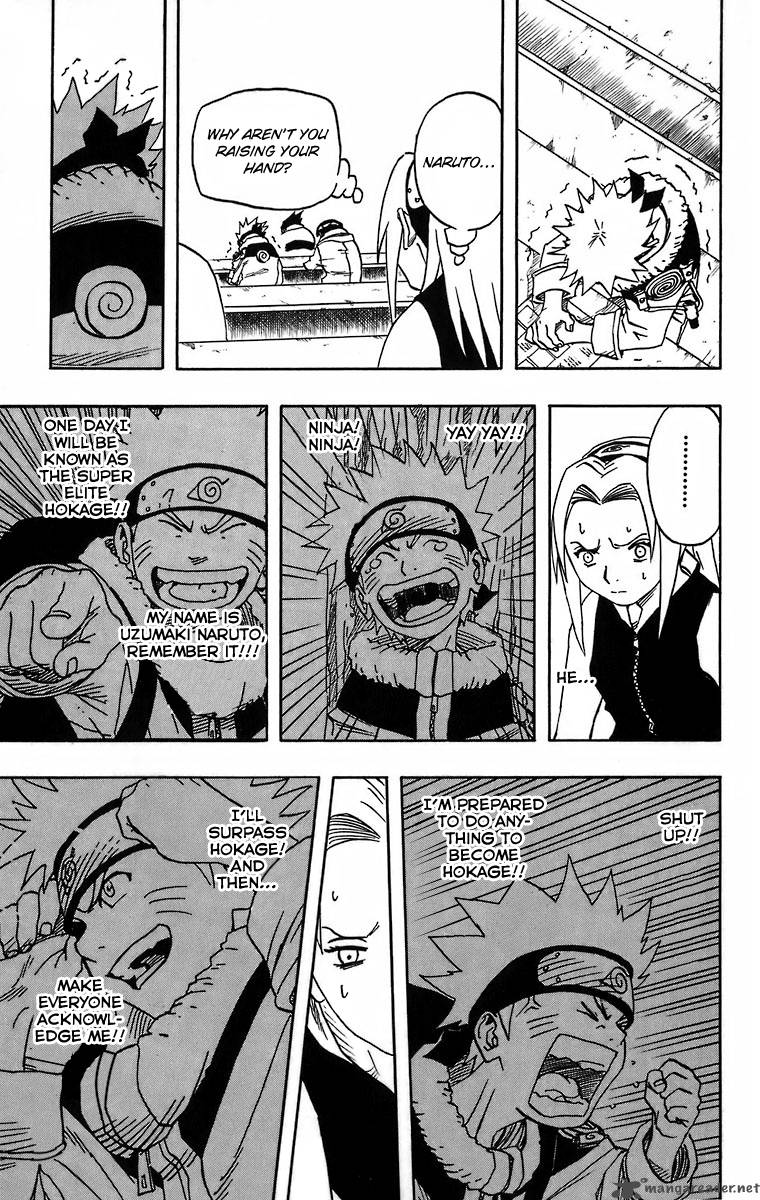 NARUTO...
WHY AREN'T YOU
RAISING YOUR
HAND?
.........
HE...
YAY YAY!!
NINJA!
NINJA!
ONE DAY I
WILL BE
KNOWN AS
THE SUPER
ELITE
HOKAGE!!
MY NAME IS
UZUMAKI NARUTO,
REMEMBER IT!!!
SHUT
UP!!
I'M PREPARED
TO DO ANY-
THING TO
BECOME
HOKAGE!!
I'LL
SURPASS
HOKAGE!
AND
THEN...
MAKE
EVERYONE
ACKNOWL-
EDGE ME!!
mangareader.net